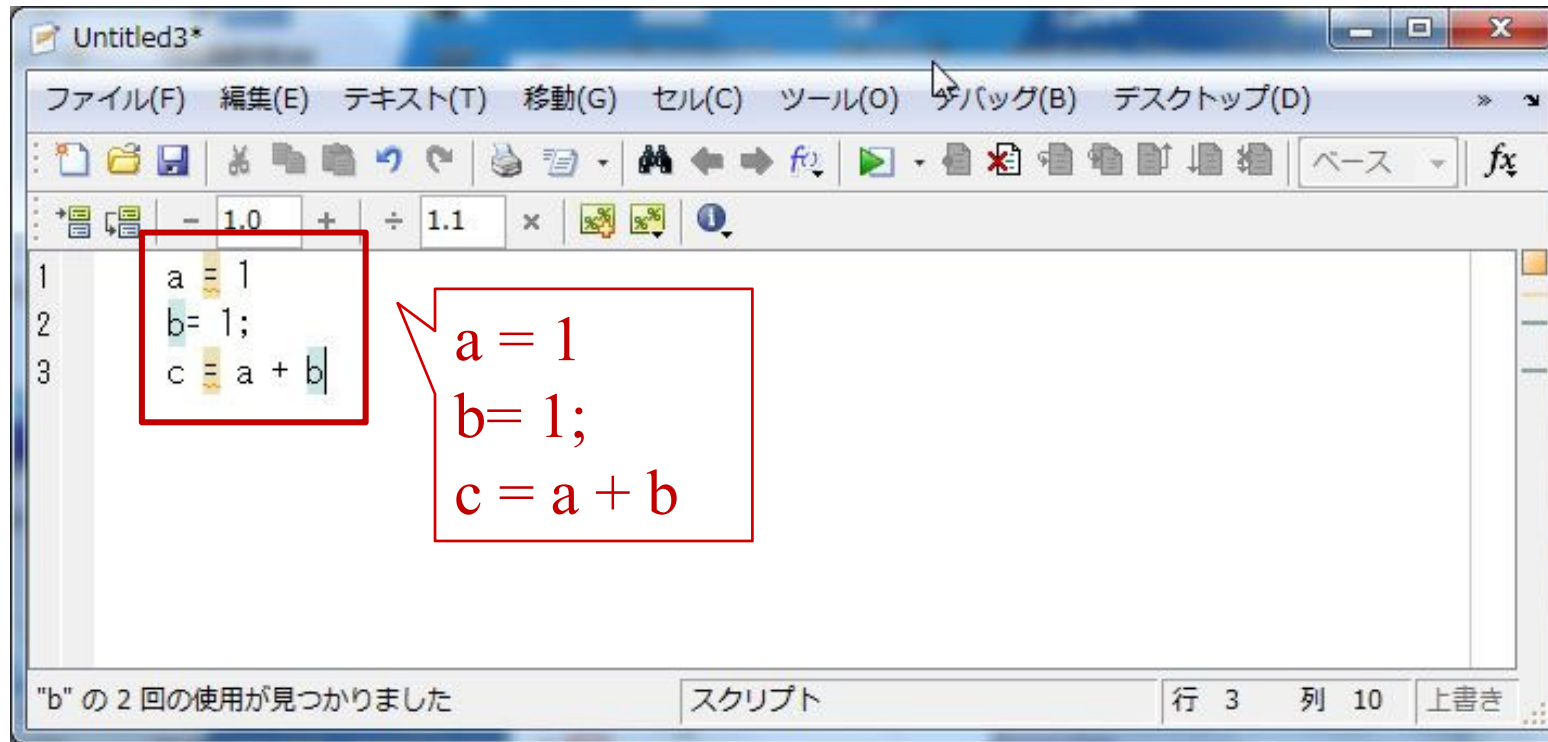 Untitled3*
ファイル(F) 編集(E) テキスト(T) 移動(G) セル(C) ツール(O) デバッグ(B) デスクトップ(D) »
ベース fx
− 1.0 + ÷ 1.1 ×
1 a = 1
2 b= 1;
3 c = a + b
a = 1
b= 1;
c = a + b
"b" の 2 回の使用が見つかりました スクリプト 行 3 列 10 上書き